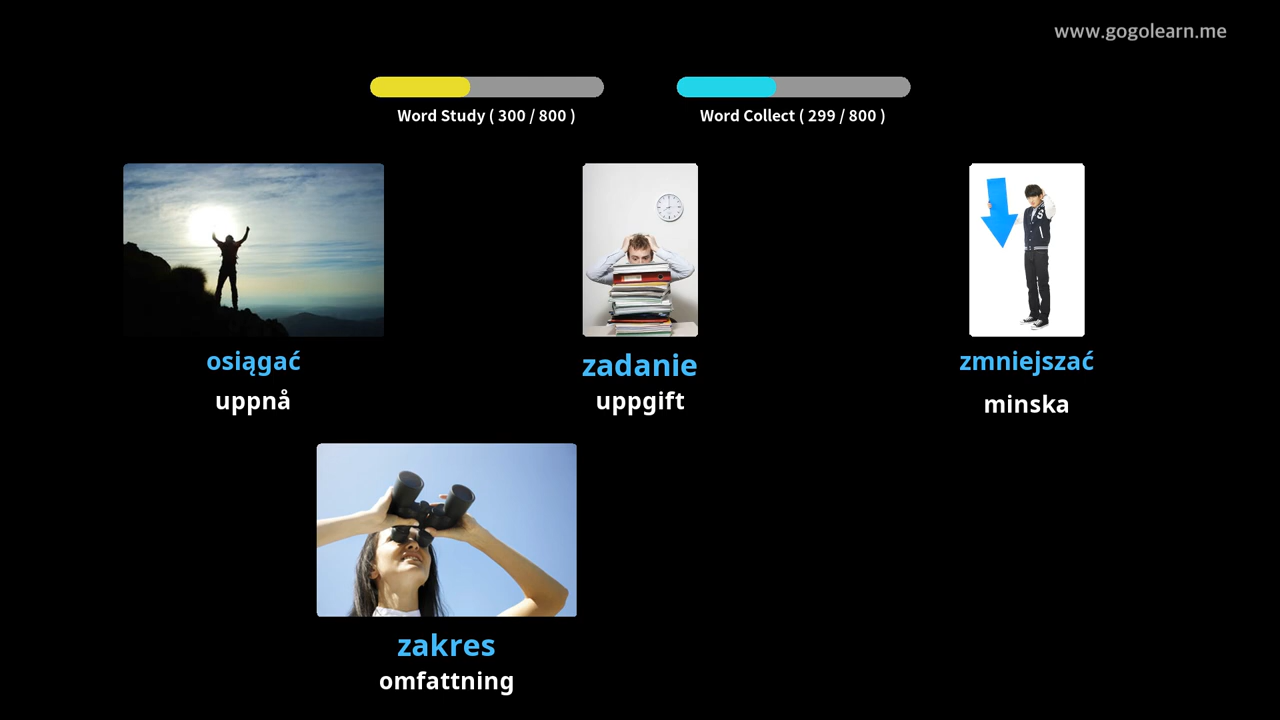 www.gogolearn.me
Word Study ( 300 / 800 )
Word Collect ( 299 / 800 )
osiągać
uppnå
zadanie
uppgift
zmniejszać
minska
zakres
omfattning